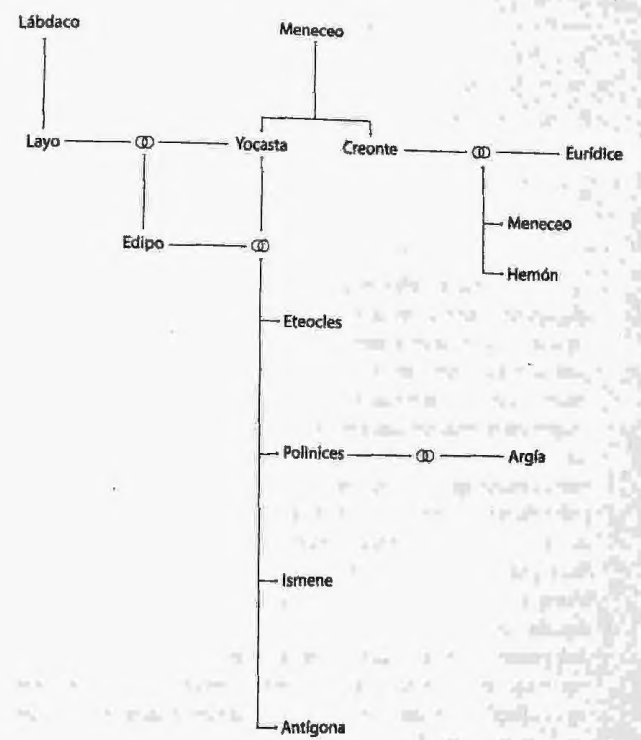 Lábdaco
Meneceo
Layo
Yocasta
Creonte
Eurídice
Meneceo
Edipo
Hemón
Eteocles
Polinices
Argía
Ismene
Antígona